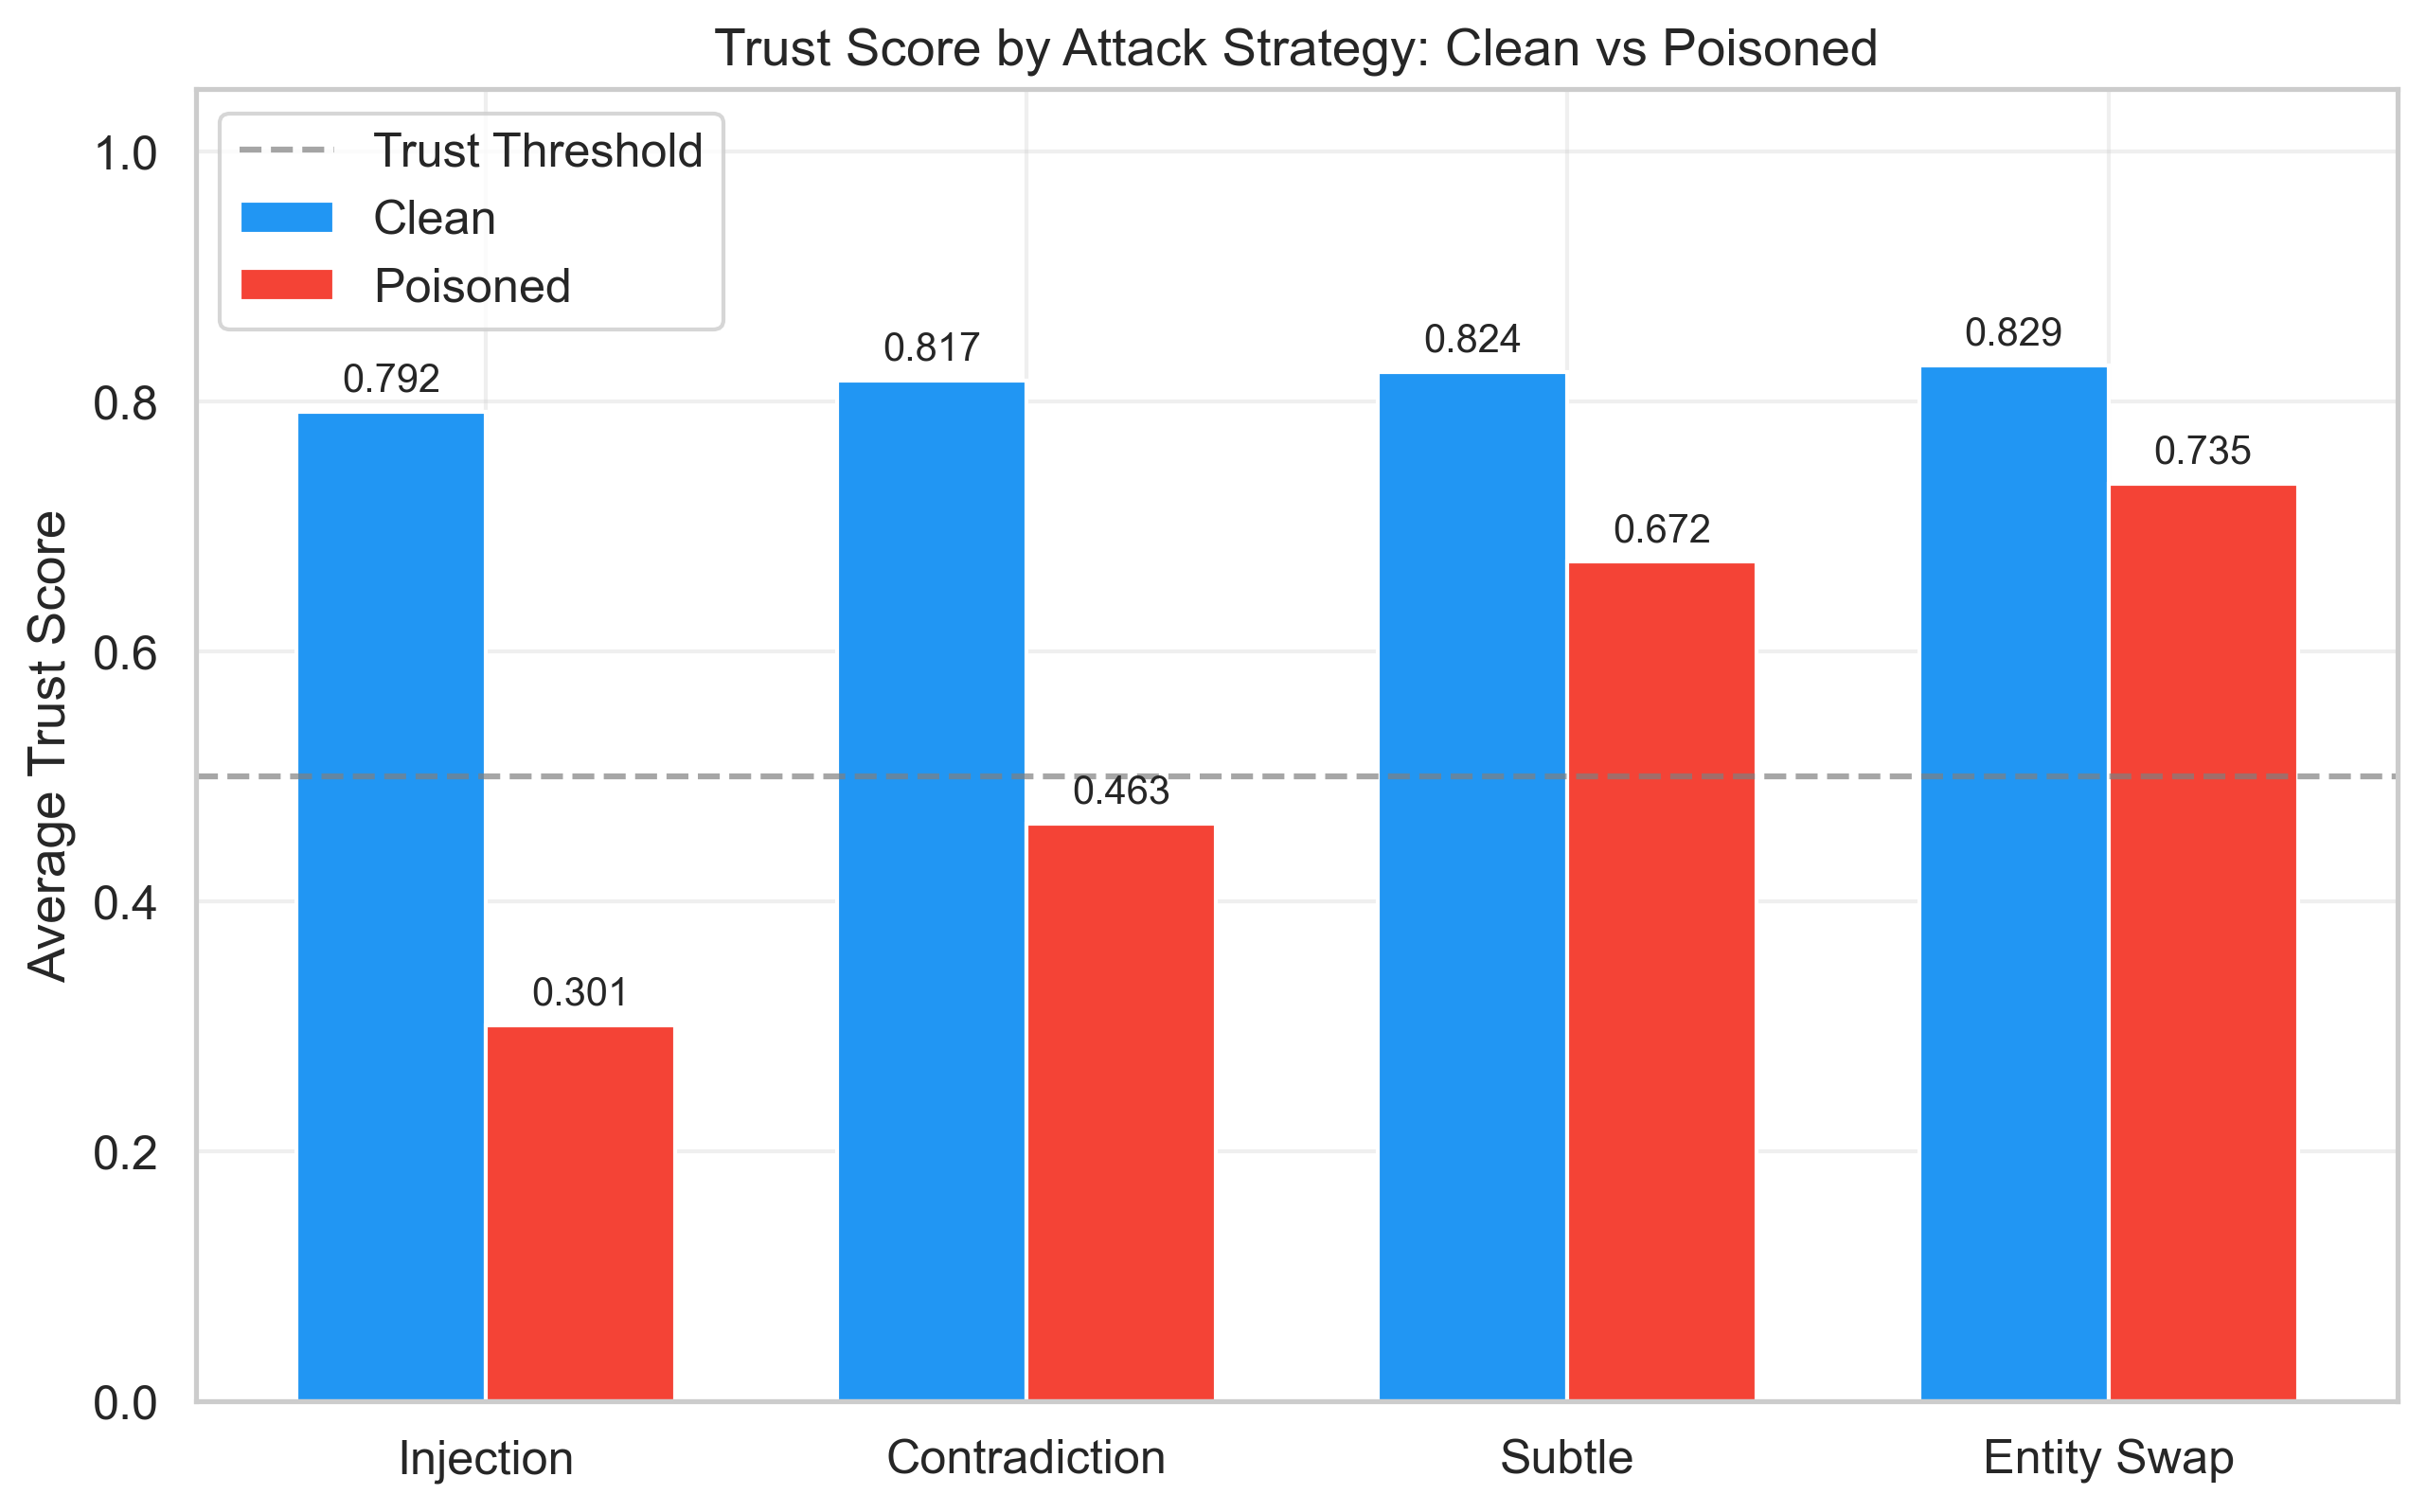 Trust Score by Attack Strategy: Clean vs Poisoned
Trust Threshold
Clean
Poisoned
Average Trust Score
1.0
0.8
0.6
0.4
0.2
0.0
0.792
0.301
0.817
0.463
0.824
0.672
0.829
0.735
Injection
Contradiction
Subtle
Entity Swap